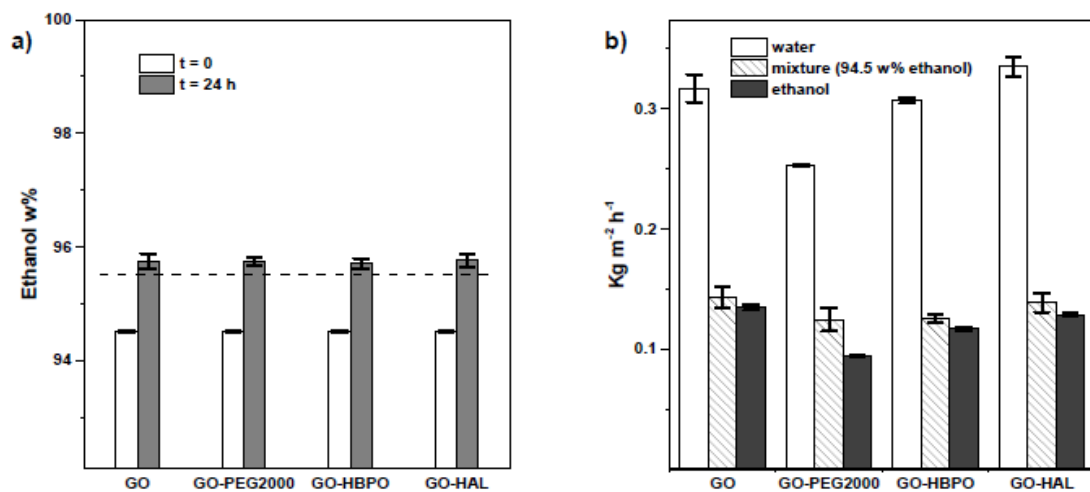 a)
t = 0
t = 24 h
Ethanol w%
100
98
96
94
GO GO-PEG2000 GO-HBPO GO-HAL
b)
water
mixture (94.5 w% ethanol)
ethanol
Kg m⁻² h⁻¹
0.3
0.2
0.1
GO GO-PEG2000 GO-HBPO GO-HAL